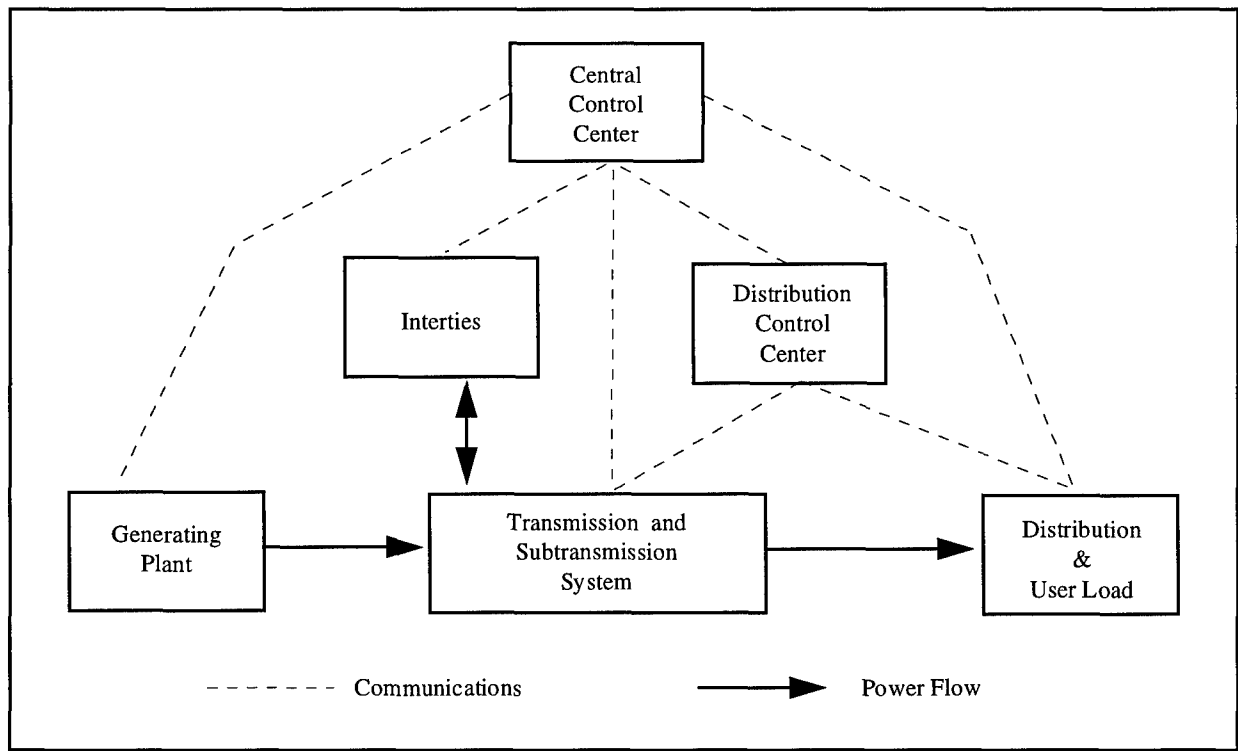 Central
Control
Center
Interties
Distribution
Control
Center
Generating
Plant
Transmission and
Subtransmission
System
Distribution
&
User Load
Communications
Power Flow